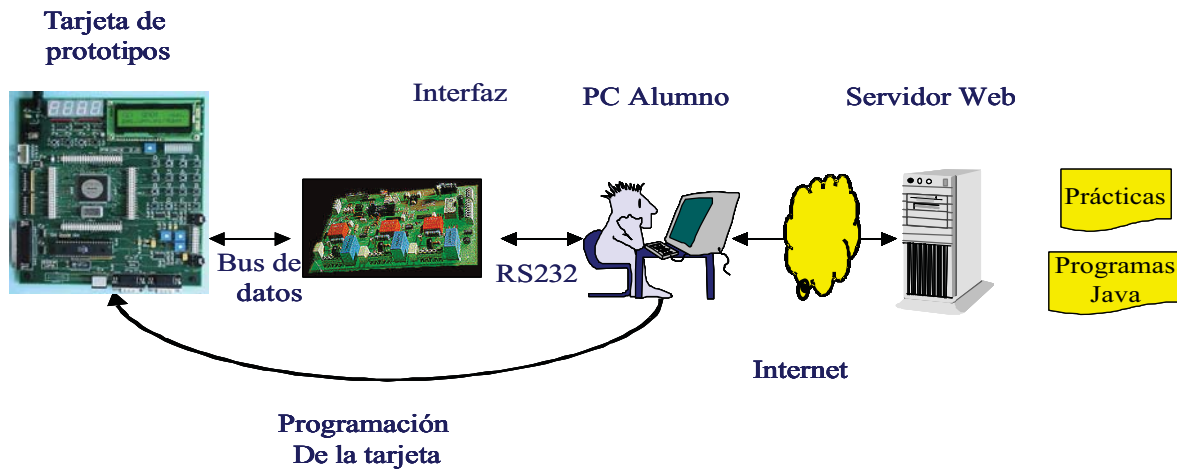 Tarjeta de
prototipos
Interfaz
PC Alumno
Servidor Web
Prácticas
Bus de
datos
RS232
Programas
Java
Internet
Programación
De la tarjeta